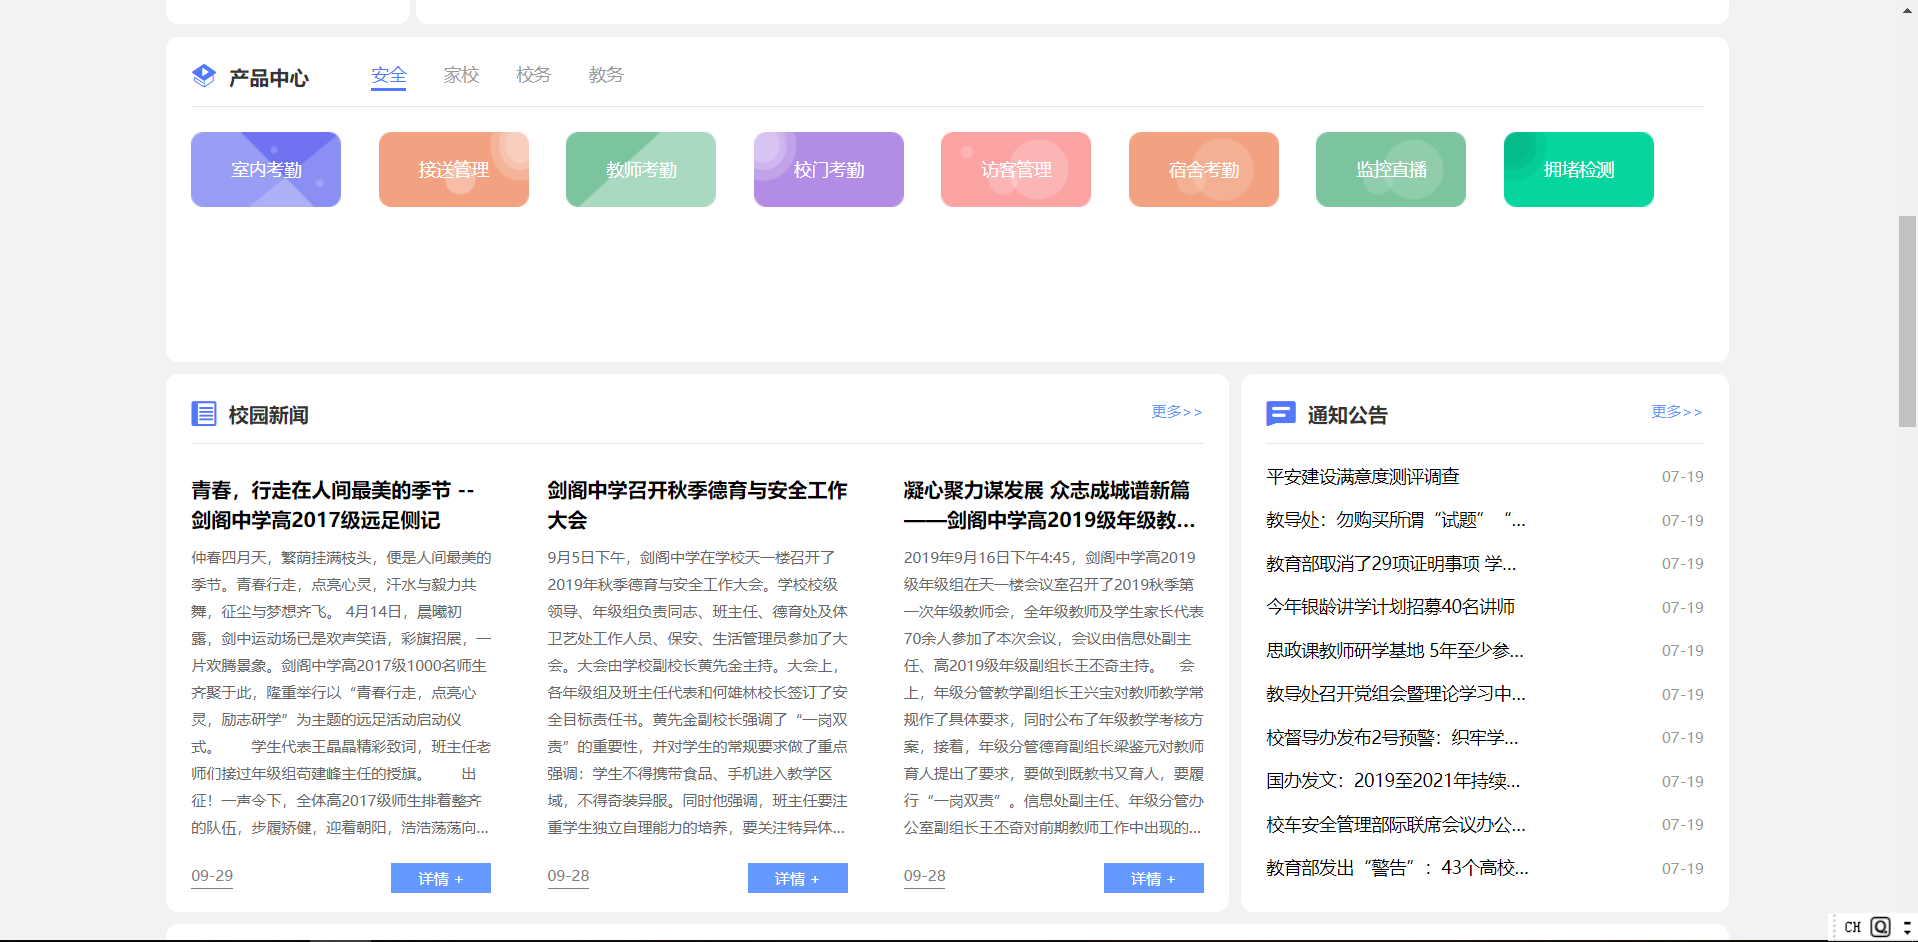 产品中心
安全 家校 校务 教务
室内考勤 接送管理 教师考勤 校门考勤 访客管理 宿舍考勤 监控直播 拥堵检测
校园新闻
更多>>
青春，行走在人间最美的季节 --
剑阁中学高2017级远足侧记
仲春四月天，繁荫挂满枝头，便是人间最美的
季节。青春行走，点亮心灵，汗水与毅力共
舞，征尘与梦想齐飞。 4月14日，晨曦初
露，剑中运动场已是欢声笑语，彩旗招展，一
片欢腾景象。剑阁中学高2017级1000名师生
齐聚于此，隆重举行以“青春行走，点亮心
灵，励志研学”为主题的远足活动启动仪
式。　　学生代表王晶晶精彩致词，班主任老
师们接过年级组苟建峰主任的授旗。　　出
征！一声令下，全体高2017级师生排着整齐
的队伍，步履矫健，迎着朝阳，浩浩荡荡向...
09-29
详情 +
剑阁中学召开秋季德育与安全工作
大会
9月5日下午，剑阁中学在学校天一楼召开了
2019年秋季德育与安全工作大会。学校校级
领导、年级组负责同志、班主任、德育处及体
卫艺处工作人员、保安、生活管理员参加了大
会。大会由学校副校长黄先金主持。大会上，
各年级组及班主任代表和何雄林校长签订了安
全目标责任书。黄先金副校长强调了“一岗双
责”的重要性，并对学生的常规要求做了重点
强调：学生不得携带食品、手机进入教学区
域，不得奇装异服。同时他强调，班主任要注
重学生独立自理能力的培养，要关注特异体...
09-28
详情 +
凝心聚力谋发展 众志成城谱新篇
——剑阁中学高2019级年级教...
2019年9月16日下午4:45，剑阁中学高2019
级年级组在天一楼会议室召开了2019秋季第
一次年级教师会，全年级教师及学生家长代表
70余人参加了本次会议，会议由信息处副主
任、高2019级年级副组长王丕奇主持。　会
上，年级分管教学副组长王兴宝对教师教学常
规作了具体要求，同时公布了年级教学考核方
案，接着，年级分管德育副组长梁鉴元对教师
育人提出了要求，要做到既教书又育人，要履
行“一岗双责”。信息处副主任、年级分管办
公室副组长王丕奇对前期教师工作中出现的...
09-28
详情 +
通知公告
更多>>
平安建设满意度测评调查 07-19
教导处：勿购买所谓“试题”“... 07-19
教育部取消了29项证明事项 学... 07-19
今年银龄讲学计划招募40名讲师 07-19
思政课教师研学基地 5年至少参... 07-19
教导处召开党组会暨理论学习中... 07-19
校督导办发布2号预警：织牢学... 07-19
国办发文：2019至2021年持续... 07-19
校车安全管理部际联席会议办公... 07-19
教育部发出“警告”：43个高校... 07-19
CH